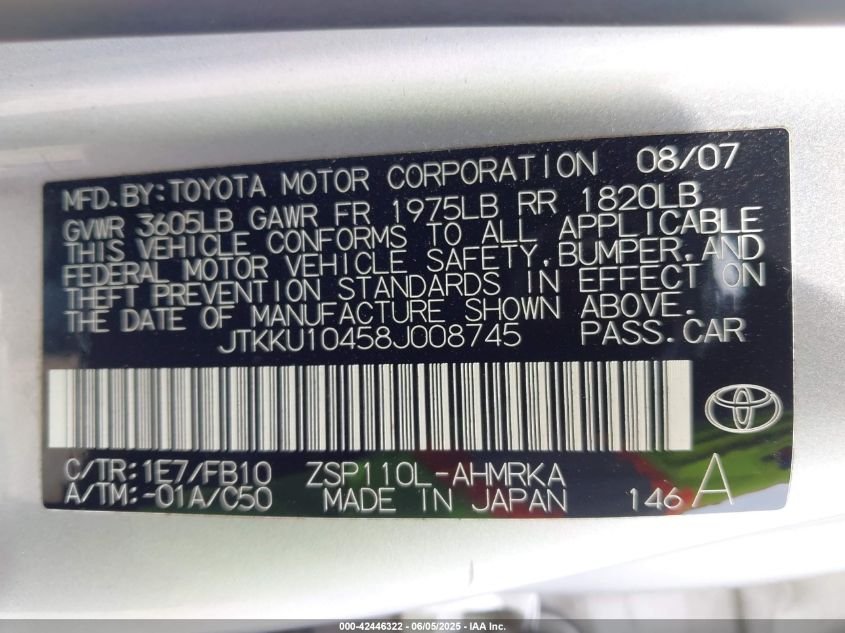 MFD.BY:TOYOTA MOTOR CORPORATION 08/07
GVWR 3605LB GAWR FR 1975LB RR 1820LB
THIS VEHICLE CONFORMS TO ALL APPLICABLE
FEDERAL MOTOR VEHICLE SAFETY,BUMPER,AND
THEFT PREVENTION STANDARDS IN EFFECT ON
THE DATE OF MANUFACTURE SHOWN ABOVE.
JTKKU10458J008745 PASS.CAR
C/TR:1E7/FB10 ZSP110L-AHMRKA
A/TM:-01A/C50 MADE IN JAPAN 146 A
000-42446322 - 06/05/2025 - IAA Inc.